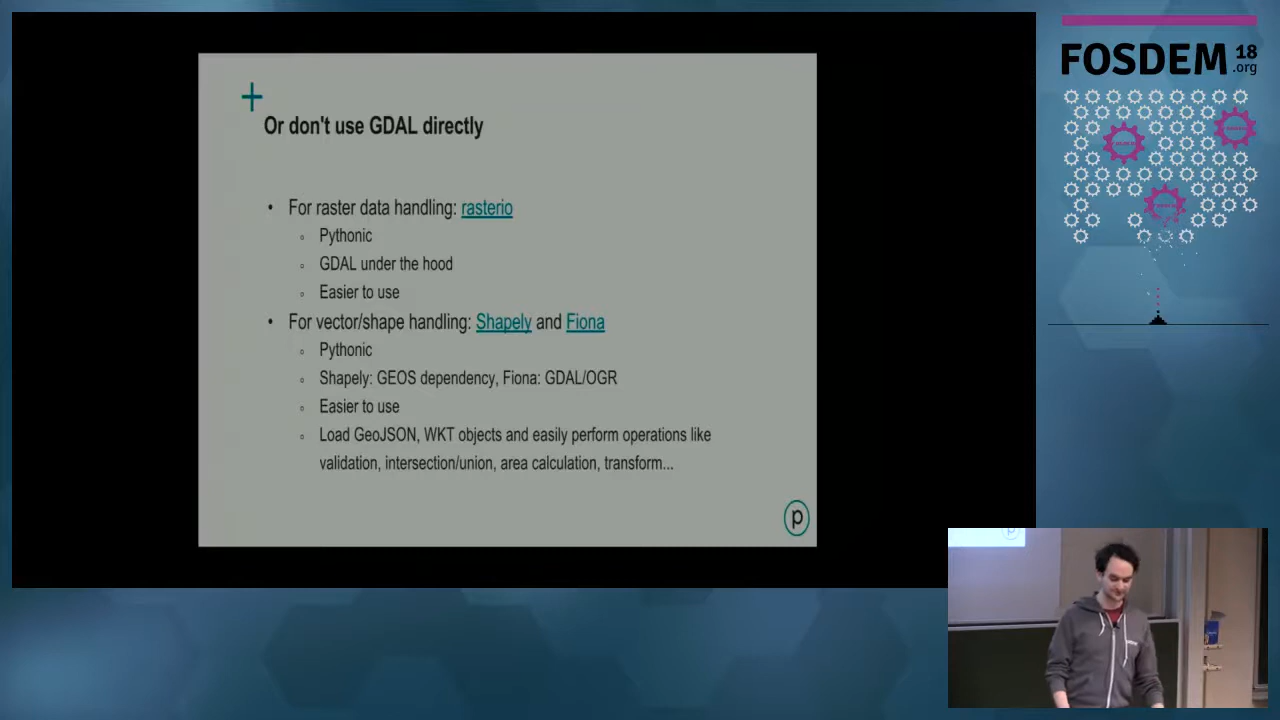 FOSDEM 18
.org
+
Or don't use GDAL directly
• For raster data handling: rasterio
◦ Pythonic
◦ GDAL under the hood
◦ Easier to use
• For vector/shape handling: Shapely and Fiona
◦ Pythonic
◦ Shapely: GEOS dependency, Fiona: GDAL/OGR
◦ Easier to use
◦ Load GeoJSON, WKT objects and easily perform operations like
validation, intersection/union, area calculation, transform...
p